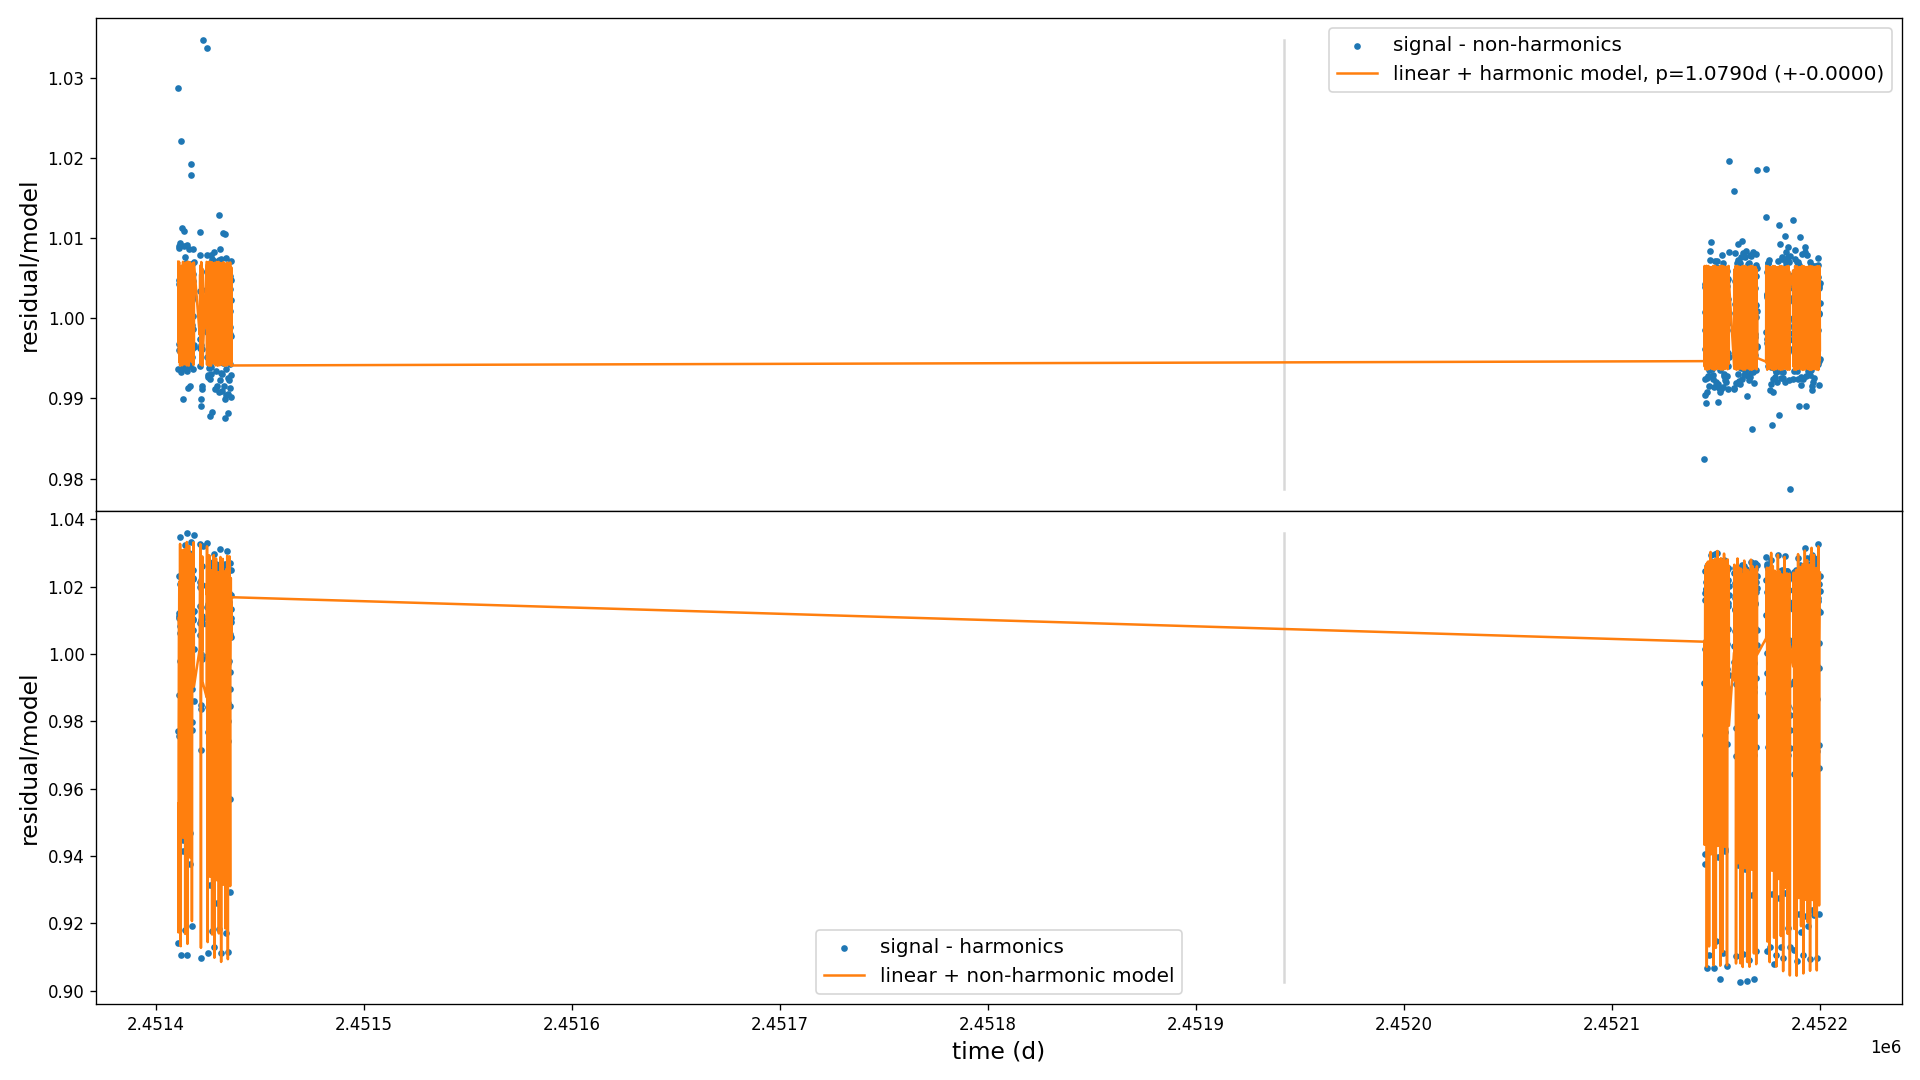 signal - non-harmonics
linear + harmonic model, p=1.0790d (+-0.0000)
residual/model
1.03
1.02
1.01
1.00
0.99
0.98
residual/model
1.04
1.02
1.00
0.98
0.96
0.94
0.92
0.90
signal - harmonics
linear + non-harmonic model
2.4514 2.4515 2.4516 2.4517 2.4518 2.4519 2.4520 2.4521 2.4522
time (d)
1e6